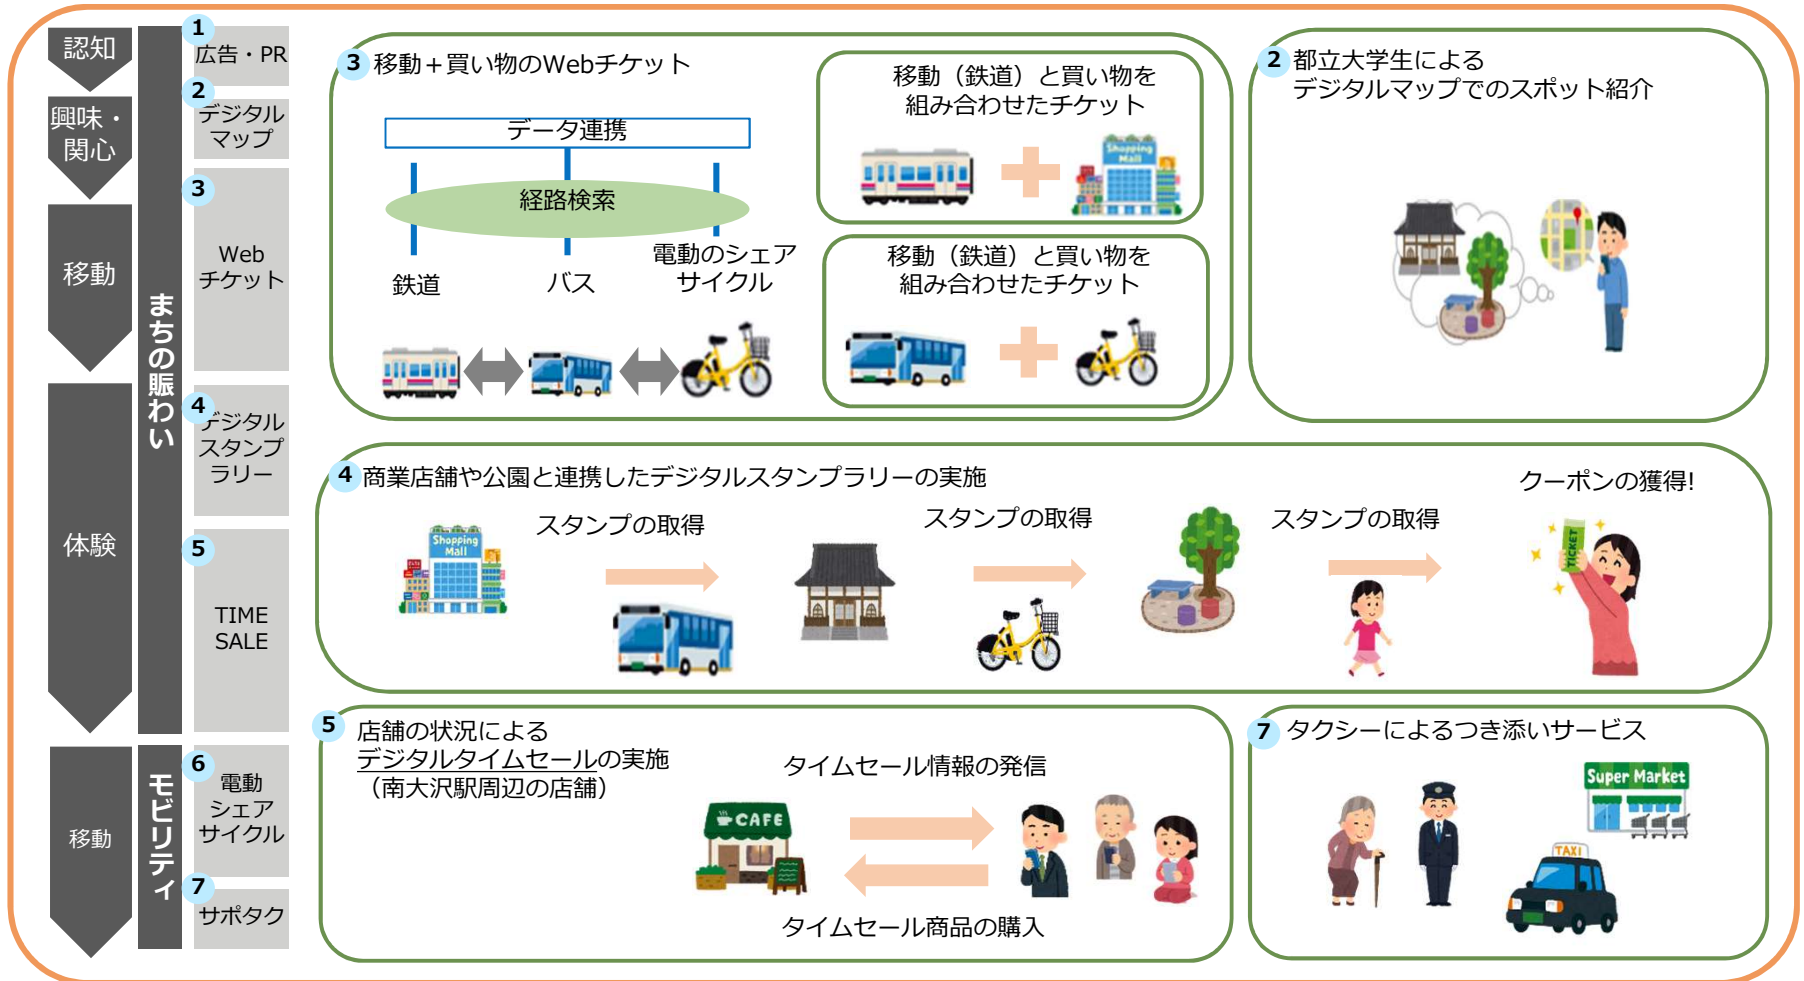 認知
興味・
関心
移動
体験
移動
まちの賑わい
モビリティ
1
広告・PR
2
デジタル
マップ
3
Web
チケット
4
デジタル
スタンプ
ラリー
5
TIME
SALE
6
電動
シェア
サイクル
7
サポタク
3 移動+買い物のWebチケット
データ連携
経路検索
鉄道
バス
電動のシェア
サイクル
移動(鉄道)と買い物を
組み合わせたチケット
Shopping
Mall
移動(鉄道)と買い物を
組み合わせたチケット
2 都立大学生による
デジタルマップでのスポット紹介
4 商業店舗や公園と連携したデジタルスタンプラリーの実施
Shopping
Mall
スタンプの取得
スタンプの取得
スタンプの取得
クーポンの獲得!
TICKET
5 店舗の状況による
デジタルタイムセールの実施
(南大沢駅周辺の店舗)
タイムセール情報の発信
CAFE
タイムセール商品の購入
7 タクシーによるつき添いサービス
Super Market
TAXI